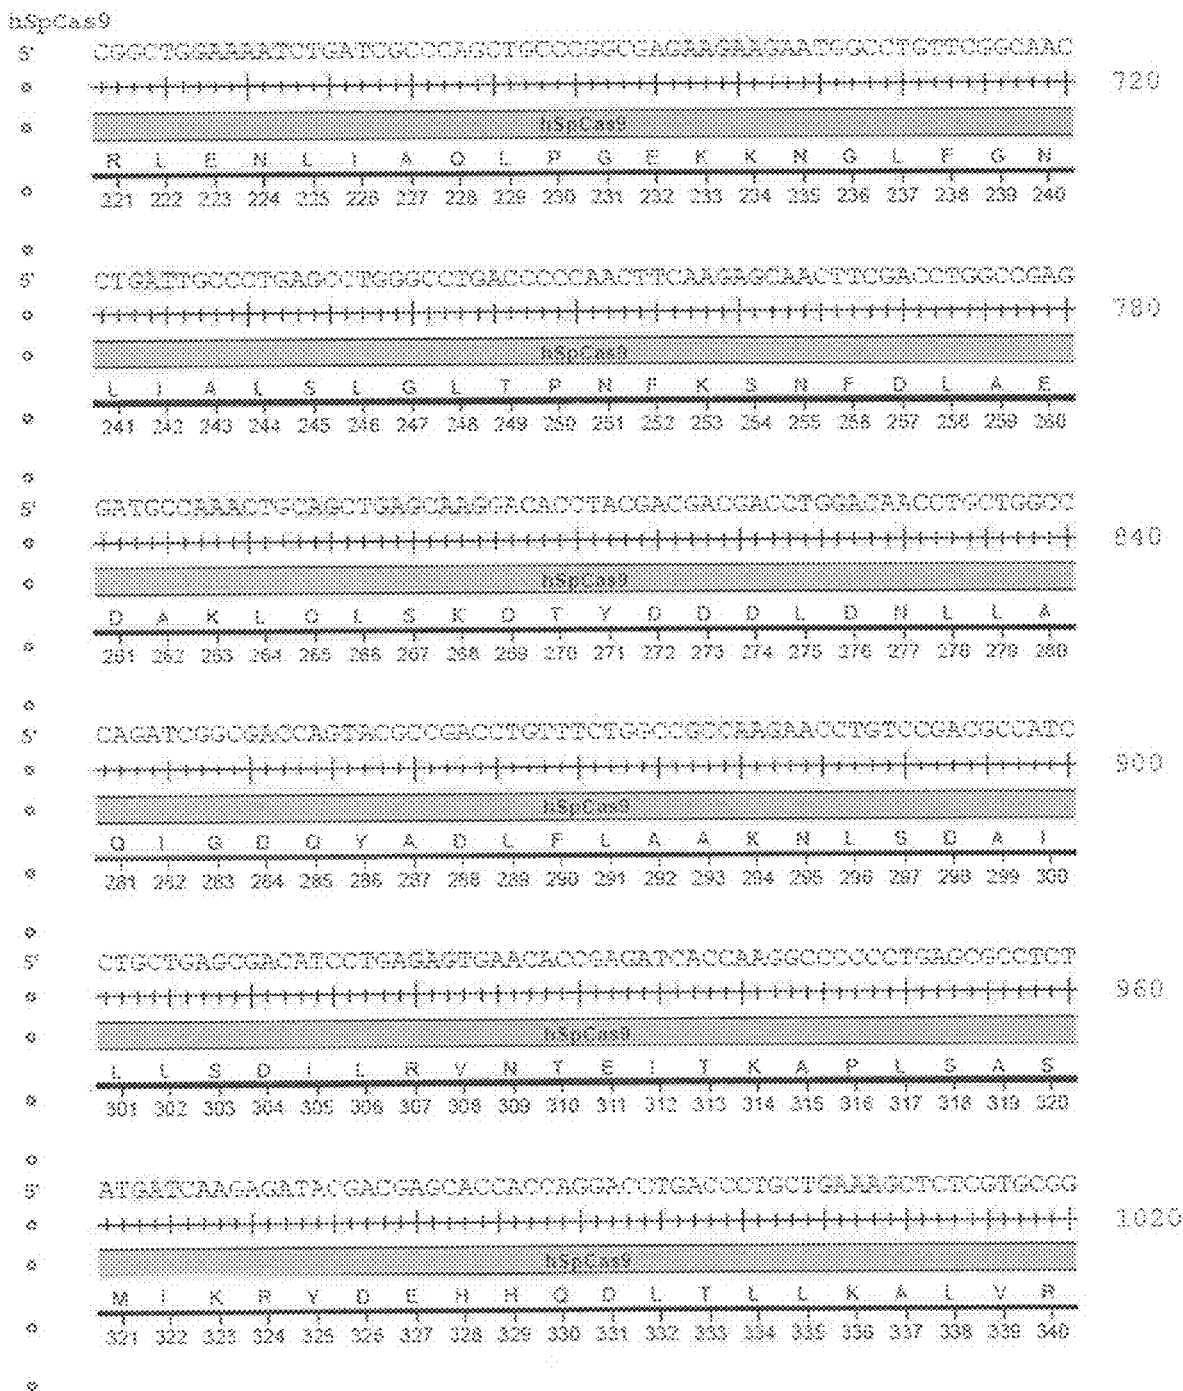 hSpCas9
5' CGGCTGGAAAATCTGATCGCCCAGCTGCCCGGCGAGAAGAAGAATGGCCTGTTCGGCAAC
720
hSpCas9
R L E N L I A Q L P G E K K N G L F G N
221 222 223 224 225 226 227 228 229 230 231 232 233 234 235 236 237 238 239 240
5' CTGATTGCCCTGAGCCTGGGCCTGACCCCCAACTTCAAGAGCAACTTCGACCTGGCCGAG
780
hSpCas9
L I A L S L G L T P N F K S N F D L A E
241 242 243 244 245 246 247 248 249 250 251 252 253 254 255 256 257 258 259 260
5' GATGCCAAACTGCAGCTGAGCAAGGACACCTACGACGACGACCTGGACAACCTGCTGGCC
840
hSpCas9
D A K L Q L S K D T Y D D D L D N L L A
261 262 263 264 265 266 267 268 269 270 271 272 273 274 275 276 277 278 279 280
5' CAGATCGGCGACCAGTACGCCGACCTGTTTCTGGCCGCCAAGAACCTGTCCGACGCCATC
900
hSpCas9
Q I G D Q Y A D L F L A A K N L S D A I
281 282 283 284 285 286 287 288 289 290 291 292 293 294 295 296 297 298 299 300
5' CTGCTGAGCGACATCCTGAGAGTGAACACCGAGATCACCAAGGCCCCCCTGAGCGCCTCT
960
hSpCas9
L L S D I L R V N T E I T K A P L S A S
301 302 303 304 305 306 307 308 309 310 311 312 313 314 315 316 317 318 319 320
5' ATGATCAAGAGATACGACGAGCACCACCAGGACCTGACCCTGCTGAAAGCTCTCGTGCGG
1020
hSpCas9
M I K R Y D E H H Q D L T L L K A L V R
321 322 323 324 325 326 327 328 329 330 331 332 333 334 335 336 337 338 339 340